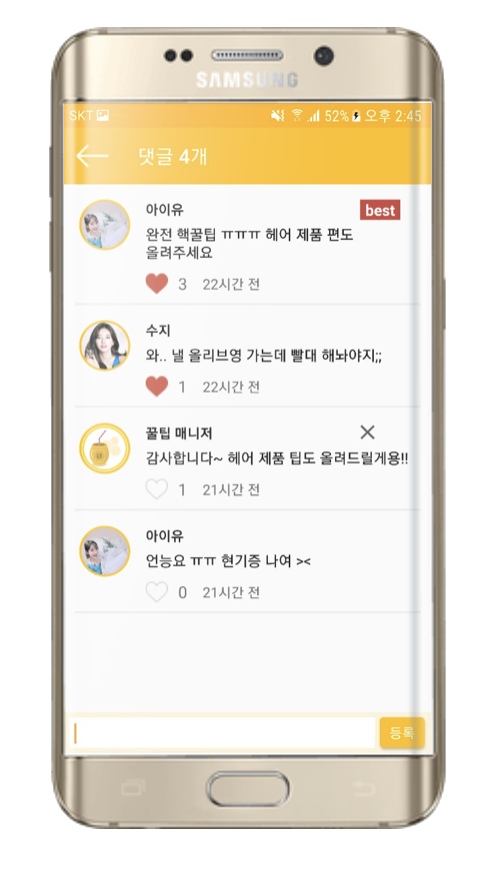 SAMSUNG
SKT 52% 오후 2:45
댓글 4개
아이유 best
완전 핵꿀팁 ㅠㅠㅠ 헤어 제품 편도
올려주세요
3 22시간 전
수지
와.. 낼 올리브영 가는데 빨대 해놔야지;;
1 22시간 전
꿀팁 매니저
감사합니다~ 헤어 제품 팁도 올려드릴게용!!
1 21시간 전
아이유
언능요 ㅠㅠ 현기증 나여 ><
0 21시간 전
등록